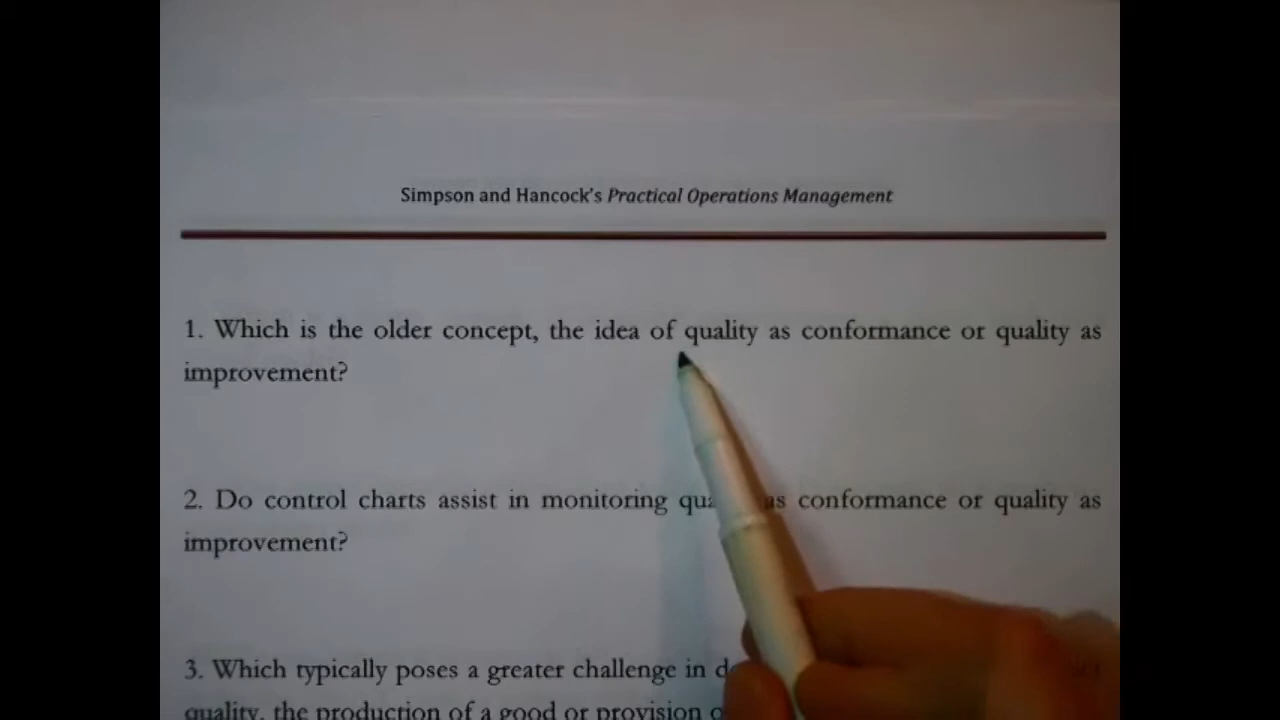 Simpson and Hancock's Practical Operations Management
1. Which is the older concept, the idea of quality as conformance or quality as
improvement?
2. Do control charts assist in monitoring as conformance or quality as
improvement?
3. Which typically poses a greater challenge in
quality, the production of a good or provision